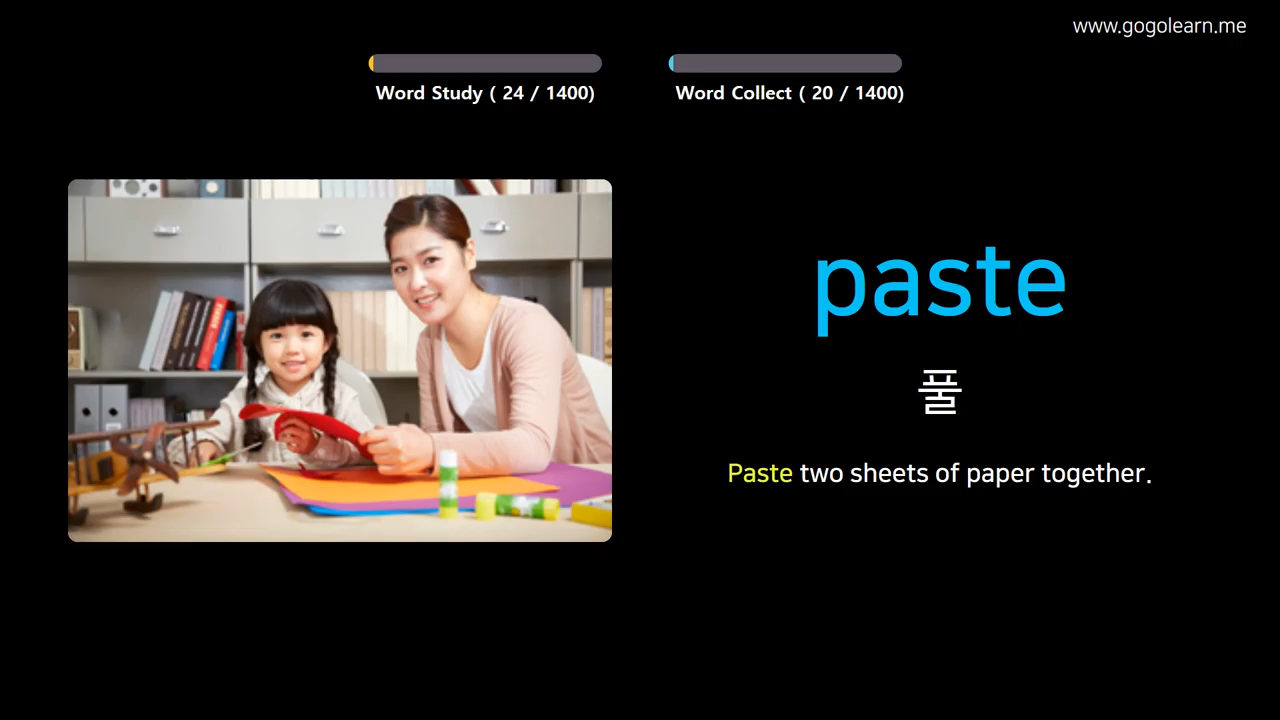 www.gogolearn.me
Word Study ( 24 / 1400)
Word Collect ( 20 / 1400)
paste
풀
Paste two sheets of paper together.